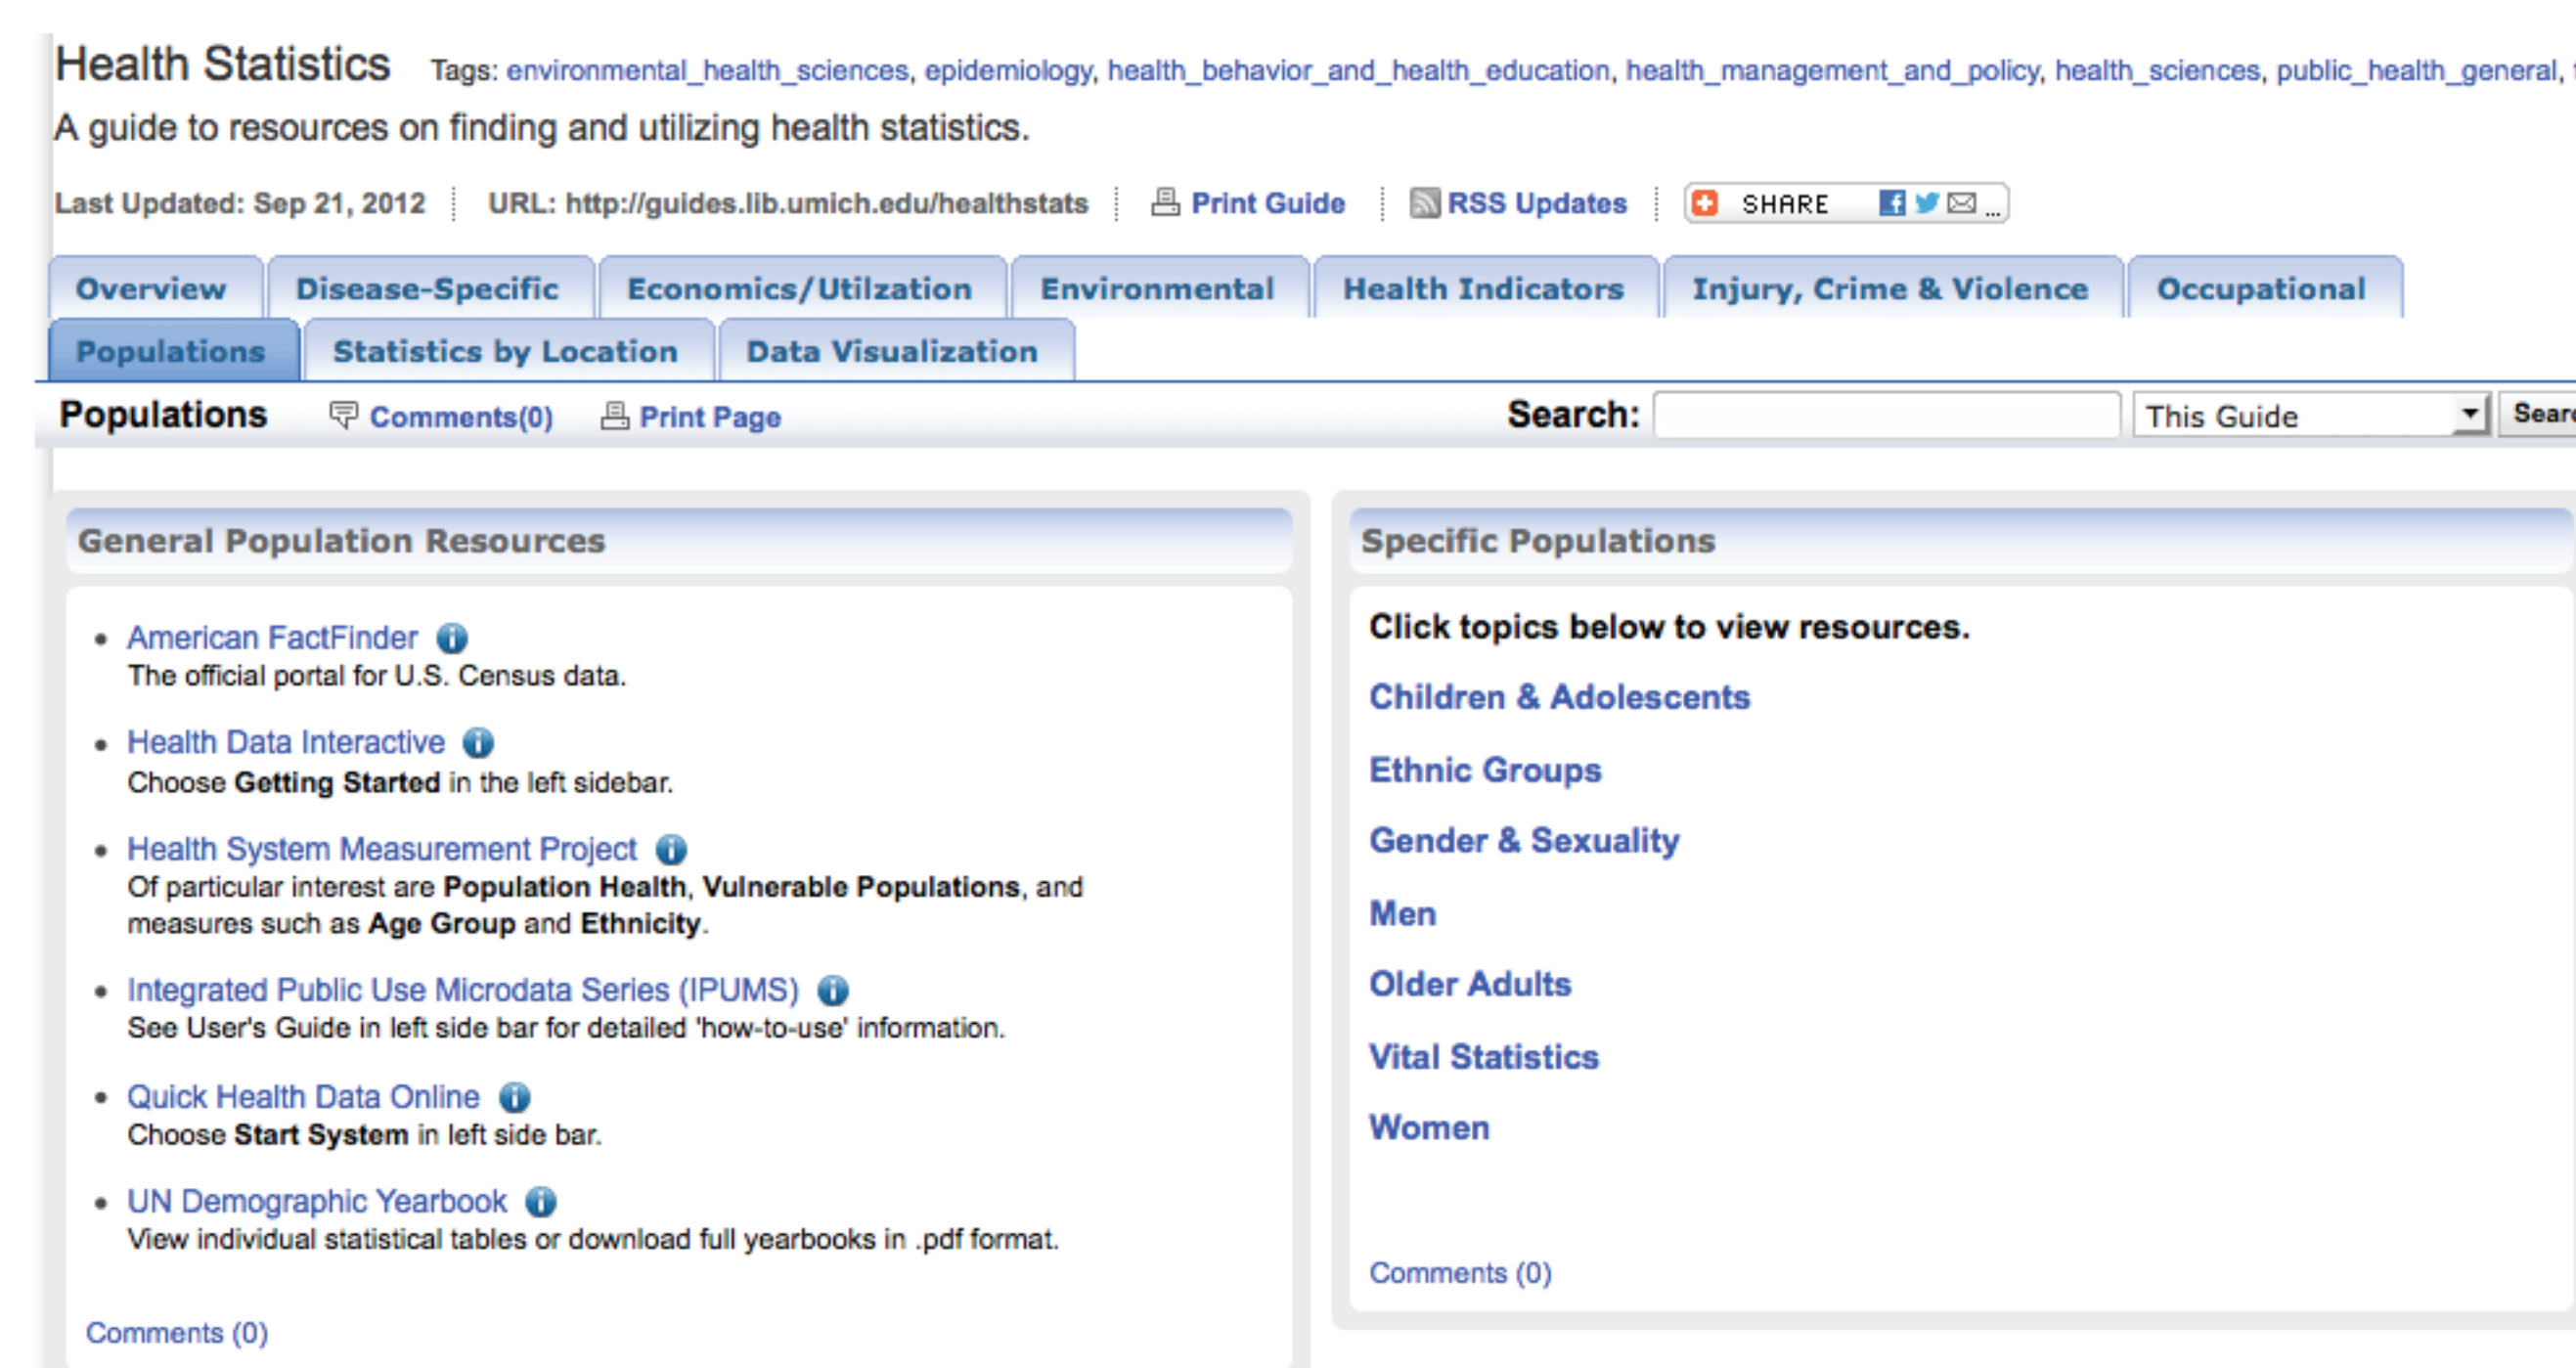 Health Statistics Tags: environmental_health_sciences, epidemiology, health_behavior_and_health_education, health_management_and_policy, health_sciences, public_health_general,
A guide to resources on finding and utilizing health statistics.
Last Updated: Sep 21, 2012 URL: http://guides.lib.umich.edu/healthstats Print Guide RSS Updates SHARE ...
Overview Disease-Specific Economics/Utilzation Environmental Health Indicators Injury, Crime & Violence Occupational
Populations Statistics by Location Data Visualization
Populations Comments(0) Print Page Search: This Guide
General Population Resources
American FactFinder
The official portal for U.S. Census data.
Health Data Interactive
Choose Getting Started in the left sidebar.
Health System Measurement Project
Of particular interest are Population Health, Vulnerable Populations, and
measures such as Age Group and Ethnicity.
Integrated Public Use Microdata Series (IPUMS)
See User's Guide in left side bar for detailed 'how-to-use' information.
Quick Health Data Online
Choose Start System in left side bar.
UN Demographic Yearbook
View individual statistical tables or download full yearbooks in .pdf format.
Comments (0)
Specific Populations
Click topics below to view resources.
Children & Adolescents
Ethnic Groups
Gender & Sexuality
Men
Older Adults
Vital Statistics
Women
Comments (0)